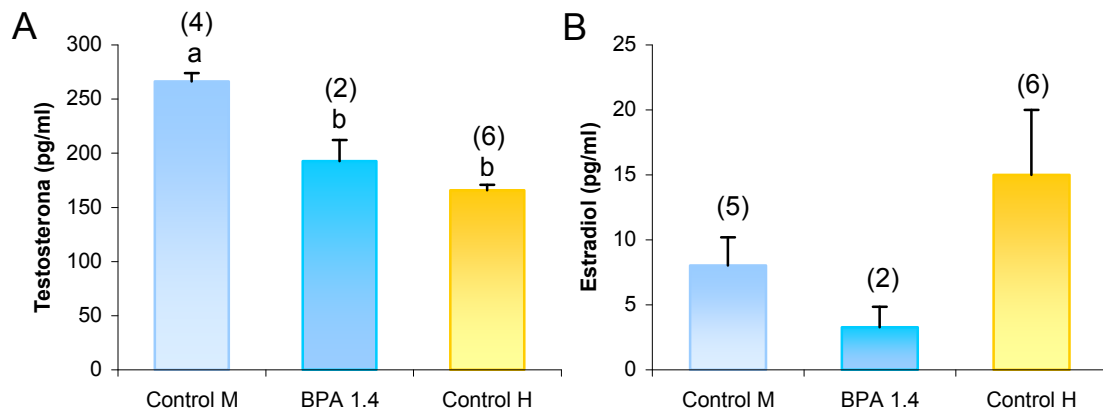 A
Testosterona (pg/ml)
300
250
200
150
100
50
0
(4)
a
(2)
b
(6)
b
Control M
BPA 1.4
Control H
B
Estradiol (pg/ml)
25
20
15
10
5
0
(5)
(2)
(6)
Control M
BPA 1.4
Control H